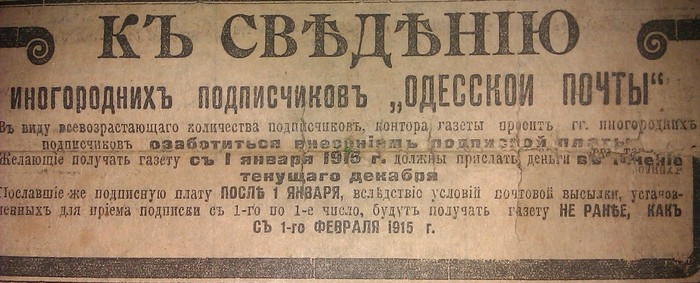 КЪ СВѢДѢНІЮ
ИНОГОРОДНИХЪ ПОДПИСЧИКОВЪ „ОДЕССКОЙ ПОЧТЫ“
Въ виду всевозрастающаго количества подписчиковъ, контора газеты проситъ гг. иногороднихъ
подписчиковъ озаботиться внесеніемъ подписной платы.
Желающіе получать газету съ 1 января 1915 г. должны прислать деньги въ теченіе
текущаго декабря
Пославшіе же подписную плату ПОСЛѢ 1 ЯНВАРЯ, вслѣдствіе условій почтовой высылки, установ-
ленныхъ для пріема подписки съ 1-го по 1-е число, будутъ получать газету НЕ РАНѢЕ, КАКЪ
СЪ 1-го ФЕВРАЛЯ 1915 г.